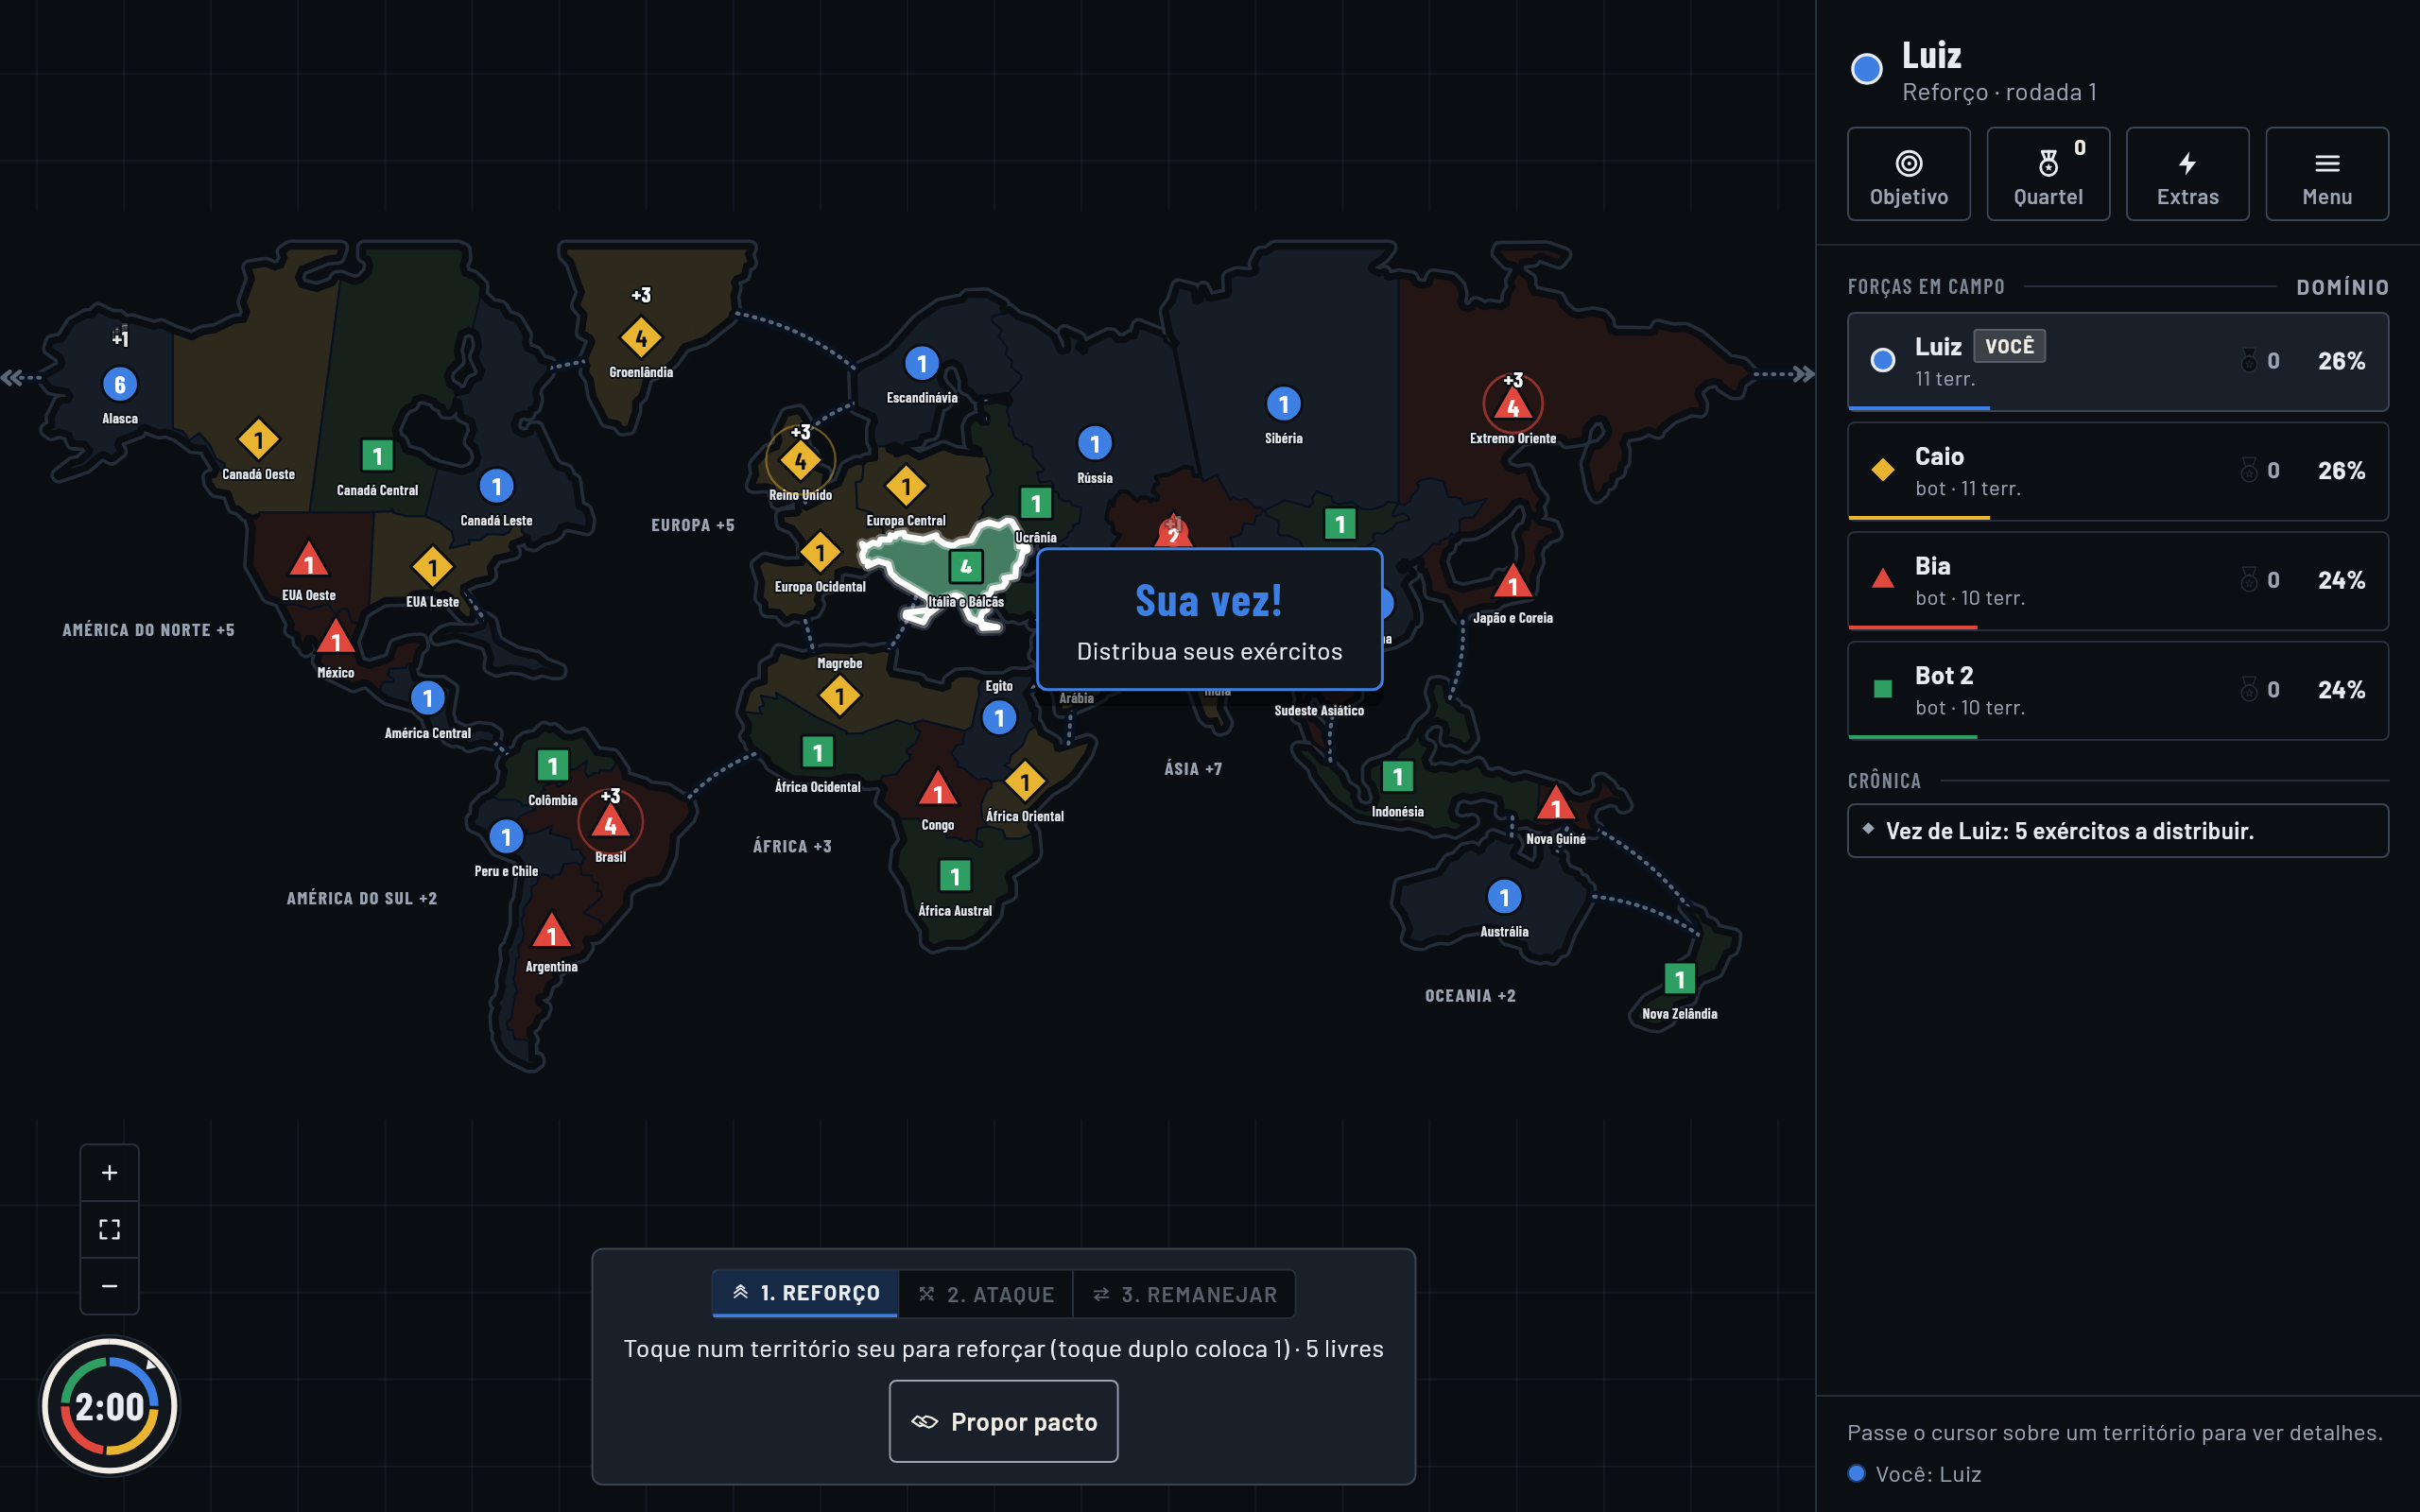 Luiz
Reforço · rodada 1
0
Objetivo
Quartel
Extras
Menu
FORÇAS EM CAMPO
DOMÍNIO
Luiz VOCÊ
11 terr.
0 26%
Caio
bot · 11 terr.
0 26%
Bia
bot · 10 terr.
0 24%
Bot 2
bot · 10 terr.
0 24%
CRÔNICA
Vez de Luiz: 5 exércitos a distribuir.
Passe o cursor sobre um território para ver detalhes.
Você: Luiz
+1
6
Alasca
1
Canadá Oeste
1
Canadá Central
1
Canadá Leste
+3
4
Groenlândia
1
EUA Oeste
1
EUA Leste
1
México
1
América Central
AMÉRICA DO NORTE +5
1
Escandinávia
+3
4
Reino Unido
1
Europa Central
1
Europa Ocidental
4
Itália e Bálcãs
1
Ucrânia
1
Rússia
EUROPA +5
1
Sibéria
+3
4
Extremo Oriente
+1
2
1
1
Japão e Coreia
Sua vez!
Distribua seus exércitos
Arábia
Índia
Sudeste Asiático
ÁSIA +7
Magrebe
1
Egito
1
1
África Ocidental
1
Congo
1
África Oriental
1
África Austral
ÁFRICA +3
1
Colômbia
+3
4
Brasil
1
Peru e Chile
1
Argentina
AMÉRICA DO SUL +2
1
Indonésia
1
Nova Guiné
1
Austrália
1
Nova Zelândia
OCEANIA +2
2:00
1. REFORÇO
2. ATAQUE
3. REMANEJAR
Toque num território seu para reforçar (toque duplo coloca 1) · 5 livres
Propor pacto